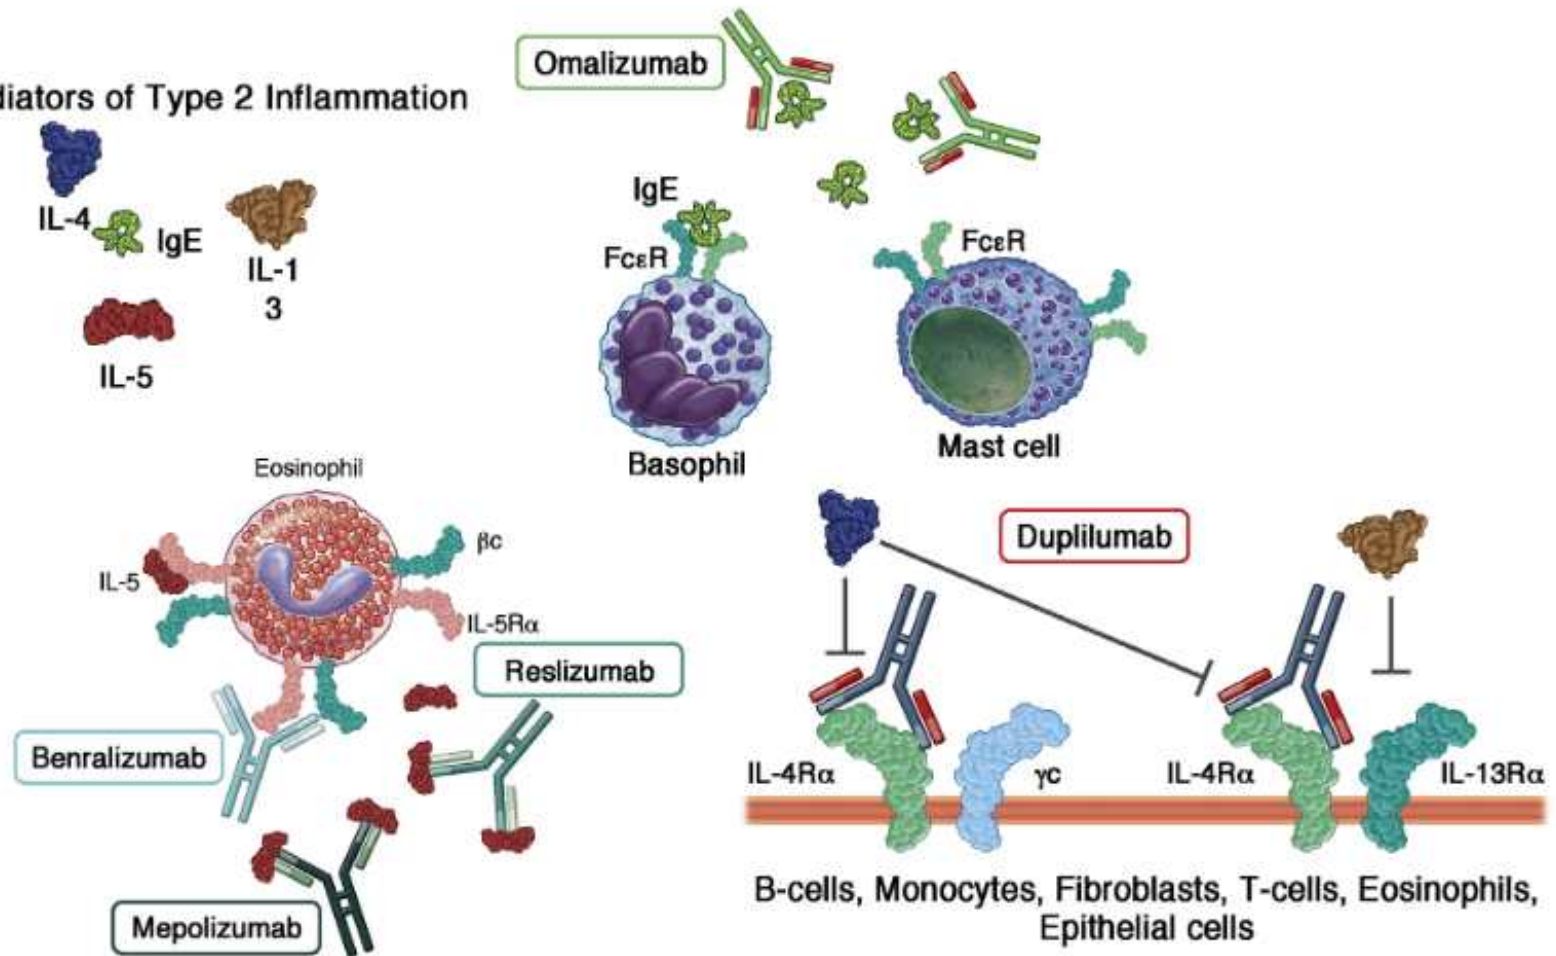 Omalizumab
diators of Type 2 Inflammation
IL-4
IgE
IL-1
3
IL-5
IgE
FcεR
FcεR
Basophil
Mast cell
Eosinophil
βc
IL-5
IL-5Rα
Reslizumab
Benralizumab
Mepolizumab
Duplilumab
IL-4Rα
γc
IL-4Rα
IL-13Rα
B-cells, Monocytes, Fibroblasts, T-cells, Eosinophils,
Epithelial cells